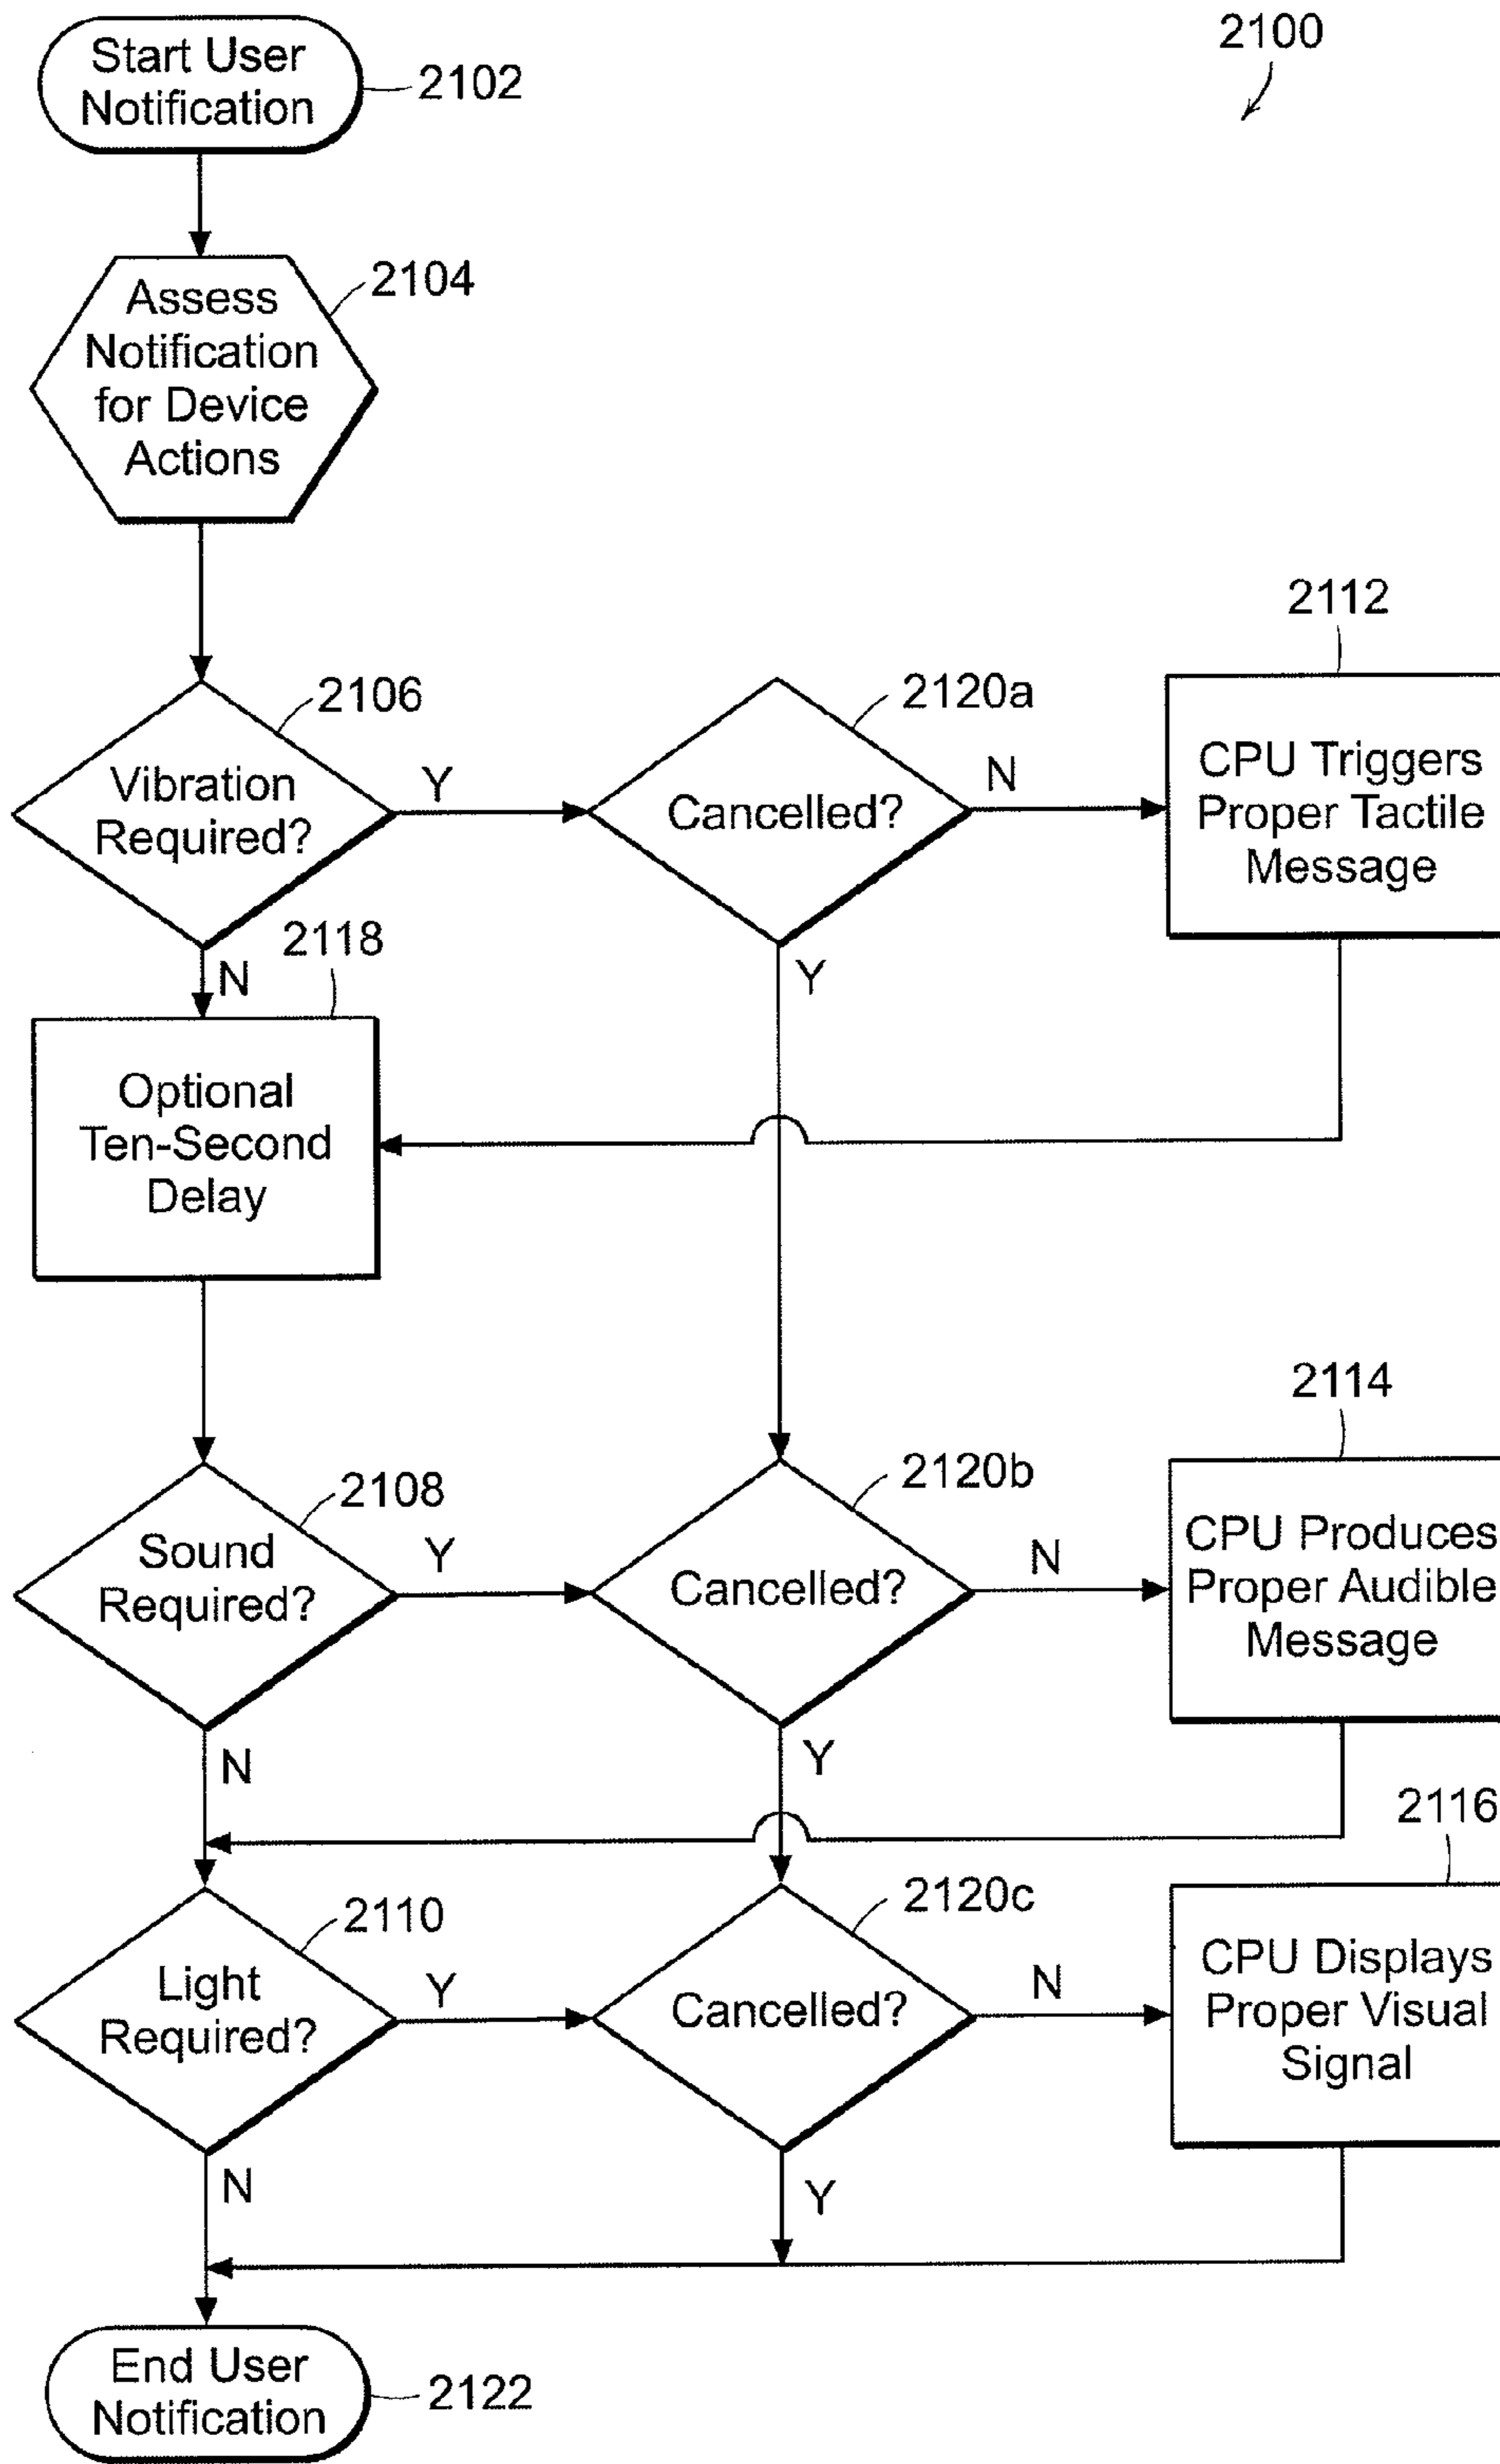 2100
Start User
Notification
2102
Assess
Notification
for Device
Actions
2104
Vibration
Required?
2106
Y
N
Cancelled?
2120a
N
Y
2112
CPU Triggers
Proper Tactile
Message
2118
Optional
Ten-Second
Delay
Sound
Required?
2108
Y
N
Cancelled?
2120b
N
Y
2114
CPU Produces
Proper Audible
Message
Light
Required?
2110
Y
N
Cancelled?
2120c
N
Y
2116
CPU Displays
Proper Visual
Signal
End User
Notification
2122